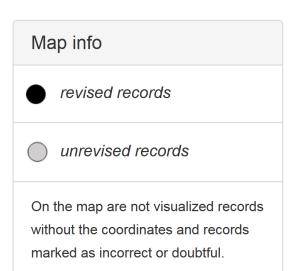 Map info
revised records
unrevised records
On the map are not visualized records
without the coordinates and records
marked as incorrect or doubtful.